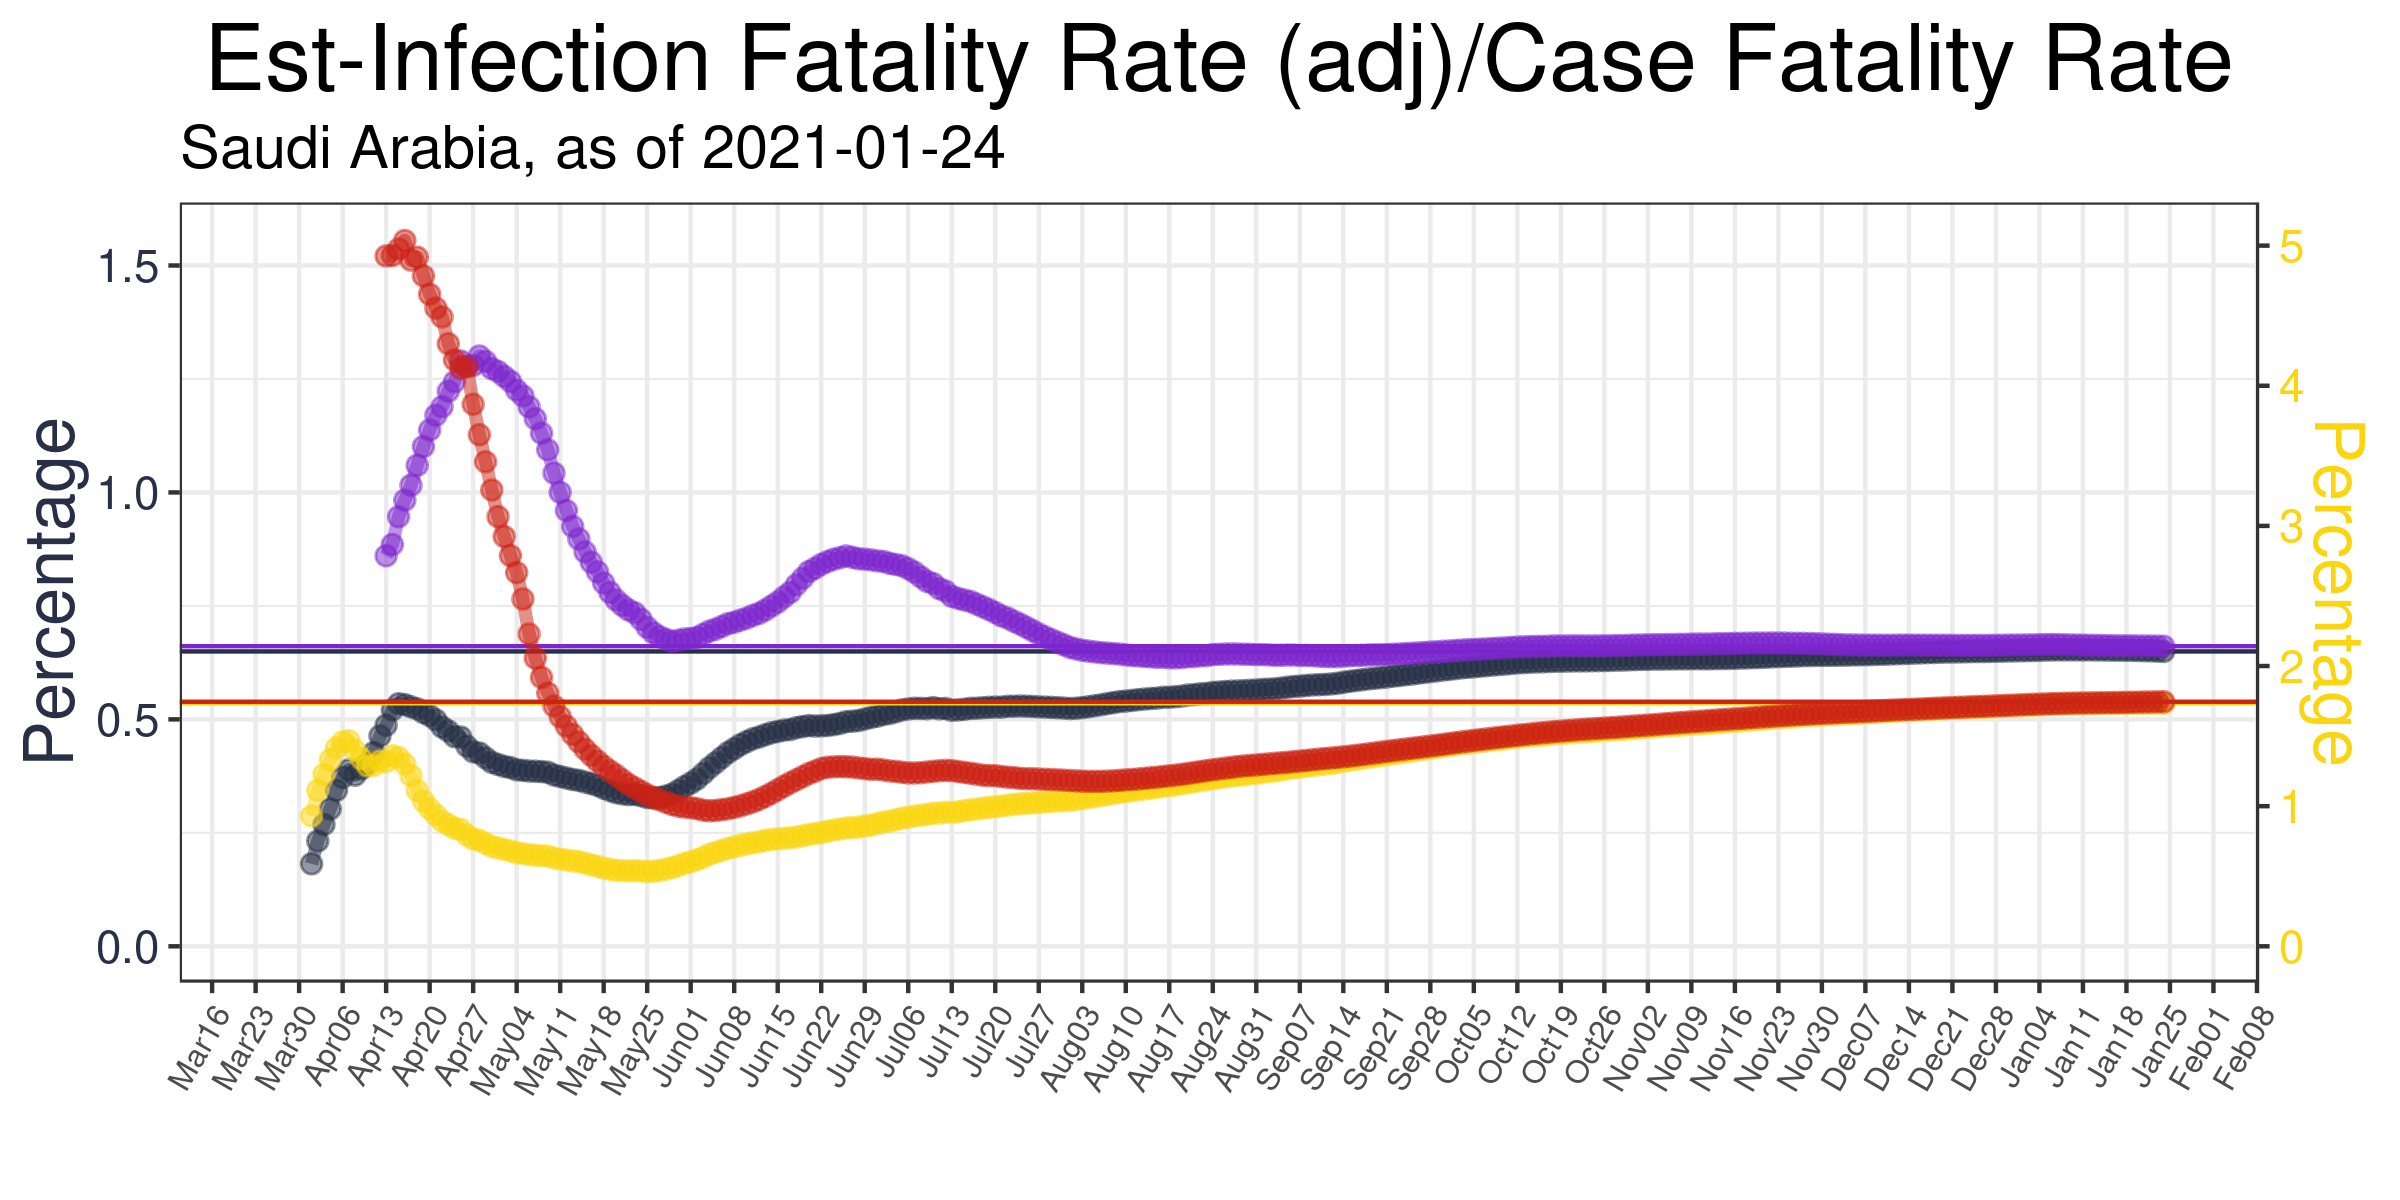 Est-Infection Fatality Rate (adj)/Case Fatality Rate
Saudi Arabia, as of 2021-01-24
Percentage
1.5
1.0
0.5
0.0
5
4
3
2
1
0
Percentage
Mar16
Mar23
Mar30
Apr06
Apr13
Apr20
Apr27
May04
May11
May18
May25
Jun01
Jun08
Jun15
Jun22
Jun29
Jul06
Jul13
Jul20
Jul27
Aug03
Aug10
Aug17
Aug24
Aug31
Sep07
Sep14
Sep21
Sep28
Oct05
Oct12
Oct19
Oct26
Nov02
Nov09
Nov16
Nov23
Nov30
Dec07
Dec14
Dec21
Dec28
Jan04
Jan11
Jan18
Jan25
Feb01
Feb08